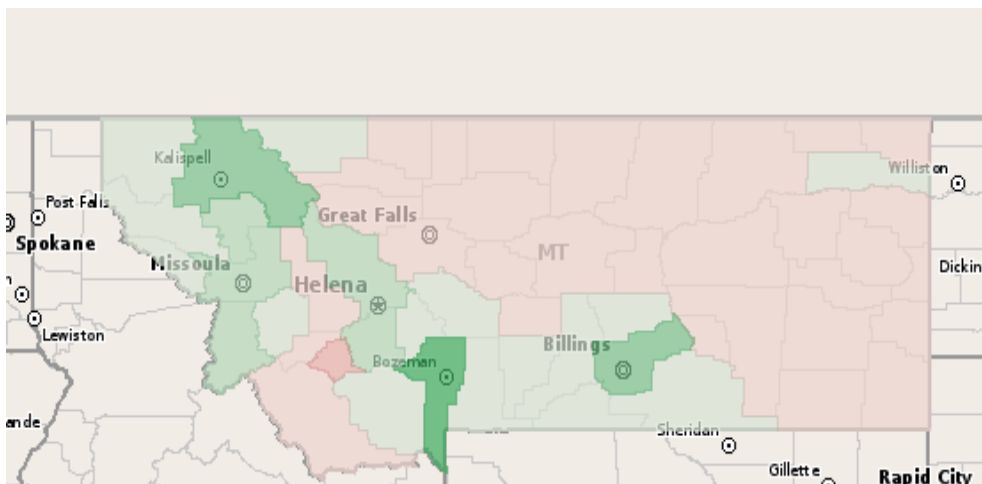 Kalispell
Williston
Post Falls
Great Falls
Spokane
MT
Missoula
Dickin
Helena
n
Lewiston
Billings
Bozeman
ande
Sheridan
Gillette
Rapid City